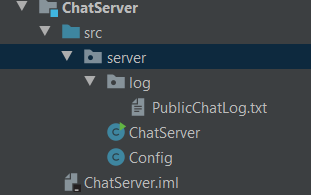 ChatServer
src
server
log
PublicChatLog.txt
ChatServer
Config
ChatServer.iml